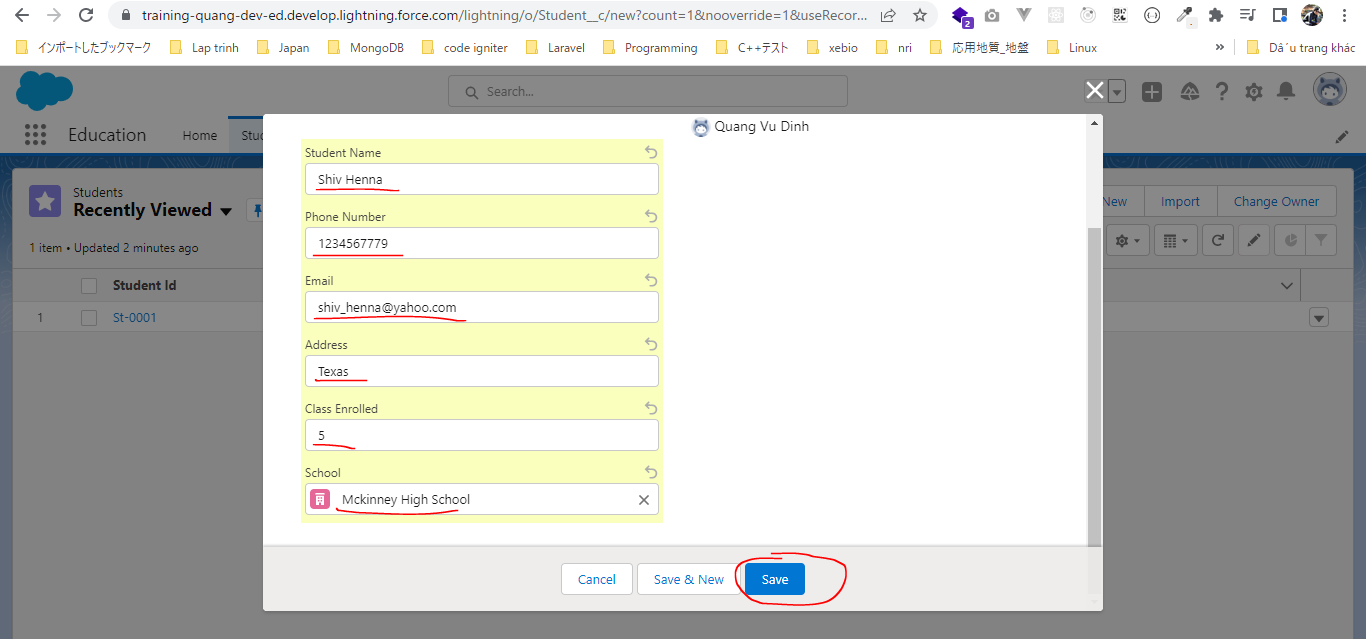 training-quang-dev-ed.develop.lightning.force.com/lightning/o/Student__c/new?count=1&nooverride=1&useRecor...
2
インポートしたブックマーク Lap trinh Japan MongoDB code igniter Laravel Programming C++テスト xebio nri 応用地質_地盤 Linux » Dấu trang khác
Search...
Education Home Stu
Quang Vu Dinh
Students
Recently Viewed
New Import Change Owner
1 item • Updated 2 minutes ago
Student Id
1 St-0001
Student Name
Shiv Henna
Phone Number
1234567779
Email
shiv_henna@yahoo.com
Address
Texas
Class Enrolled
5
School
Mckinney High School
Cancel Save & New Save